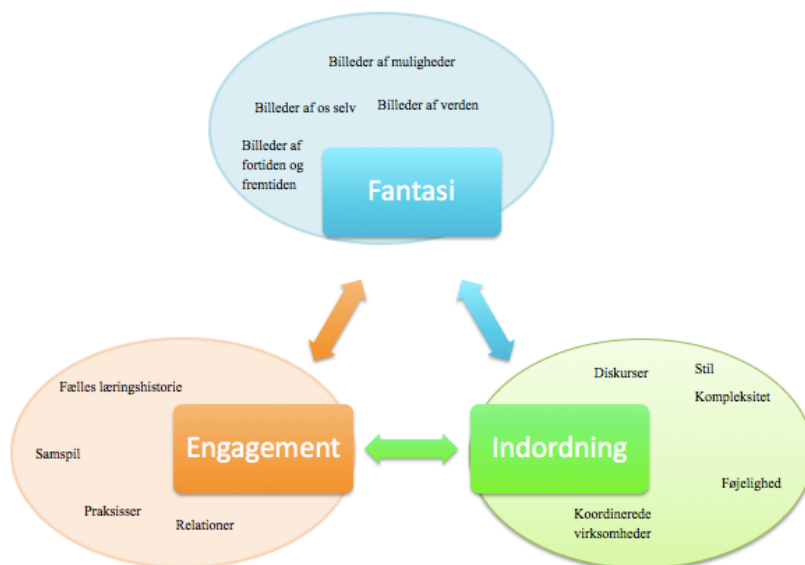 Billeder af muligheder
Billeder af os selv
Billeder af verden
Billeder af
fortiden og
fremtiden
Fantasi
Fælles læringshistorie
Engagement
Samspil
Praksisser
Relationer
Diskurser
Stil
Kompleksitet
Indordning
Føjelighed
Koordinerede
virksomheder